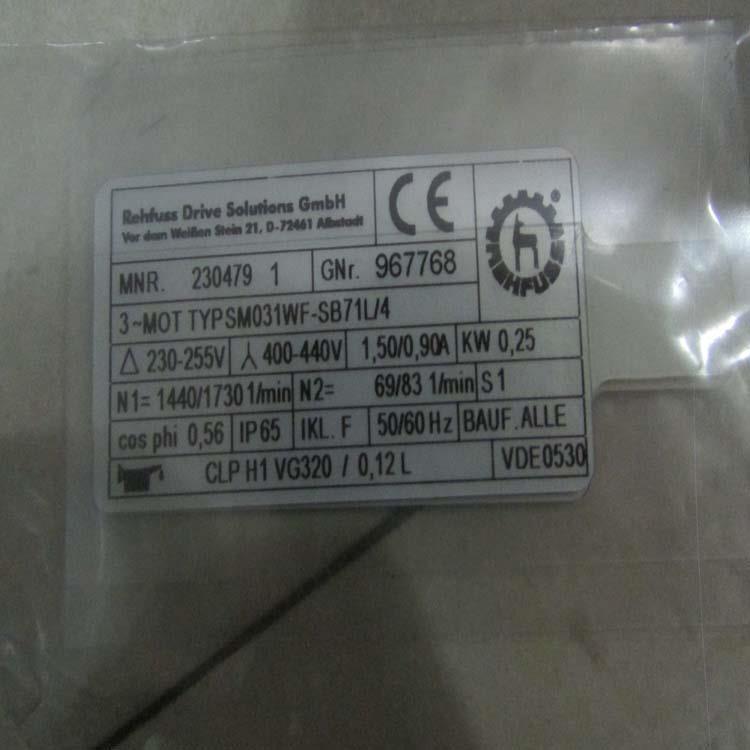 Rehfuss Drive Solutions GmbH
Vor dem Weißen Stein 21, D-72461 Albstadt
CE
REHFUSS
MNR. 230479 1 GNr. 967768
3~MOT TYPSM031WF-SB71L/4
△ 230-255V 人 400-440V 1,50/0,90A KW 0,25
N1= 1440/1730 1/min N2= 69/83 1/min S1
cos phi 0,56 IP65 IKL. F 50/60 Hz BAUF. ALLE
CLP H1 VG320 / 0,12 L VDE0530